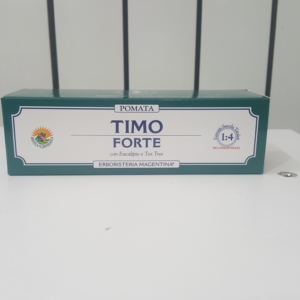 POMATA
TIMO
FORTE
con Eucalipto e Tea Tree
1:4
ERBORISTERIA MAGENTINA®